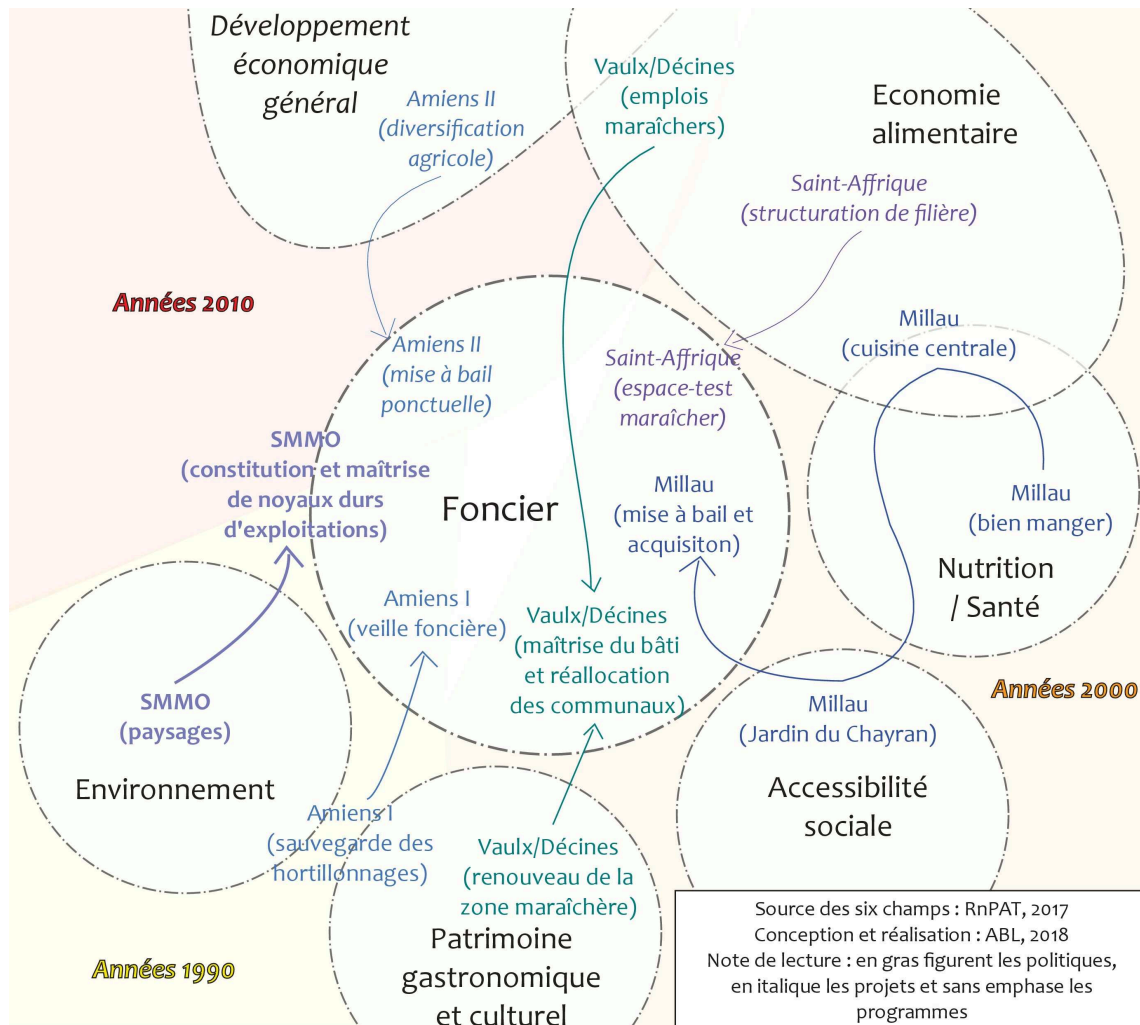 Développement
économique
général
Amiens II
(diversification
agricole)
Vaulx/Décines
(emplois
maraîchers)
Economie
alimentaire
Saint-Affrique
(structuration de filière)
Années 2010
Amiens II
(mise à bail
ponctuelle)
Saint-Affrique
(espace-test
maraîcher)
Millau
(cuisine centrale)
SMMO
(constitution et maîtrise
de noyaux durs
d'exploitations)
Foncier
Millau
(mise à bail et
acquisiton)
Millau
(bien manger)
Nutrition
/ Santé
Amiens I
(veille foncière)
Vaulx/Décines
(maîtrise du bâti
et réallocation
des communaux)
SMMO
(paysages)
Environnement
Années 2000
Millau
(Jardin du Chayran)
Accessibilité
sociale
Amiens I
(sauvegarde des
hortillonnages)
Vaulx/Décines
(renouveau de la
zone maraîchère)
Patrimoine
gastronomique
et culturel
Années 1990
Source des six champs : RnPAT, 2017
Conception et réalisation : ABL, 2018
Note de lecture : en gras figurent les politiques,
en italique les projets et sans emphase les
programmes